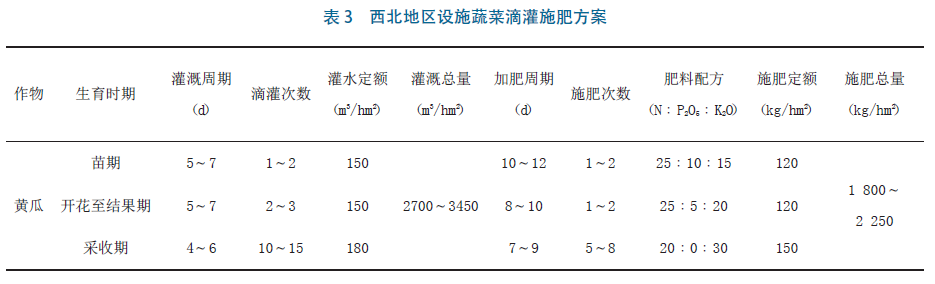 表 3 西北地区设施蔬菜滴灌施肥方案
作物 生育时期 灌溉周期 (d) 滴灌次数 灌水定额 (m³/hm²) 灌溉总量 (m³/hm²) 加肥周期 (d) 施肥次数 肥料配方 (N∶P₂O₅∶K₂O) 施肥定额 (kg/hm²) 施肥总量 (kg/hm²)
苗期 5～7 1～2 150 10～12 1～2 25∶10∶15 120
黄瓜 开花至结果期 5～7 2～3 150 2700～3450 8～10 1～2 25∶5∶20 120 1 800～2 250
采收期 4～6 10～15 180 7～9 5～8 20∶0∶30 150